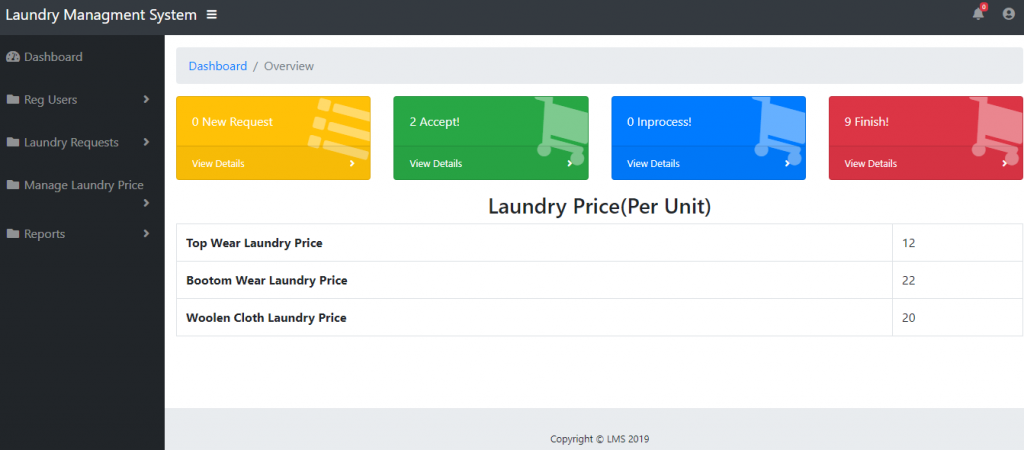 Laundry Managment System
0
Dashboard
Reg Users
Laundry Requests
Manage Laundry Price
Reports
Dashboard / Overview
0 New Request
View Details
2 Accept!
View Details
0 Inprocess!
View Details
9 Finish!
View Details
Laundry Price(Per Unit)
Top Wear Laundry Price 12
Bootom Wear Laundry Price 22
Woolen Cloth Laundry Price 20
Copyright © LMS 2019